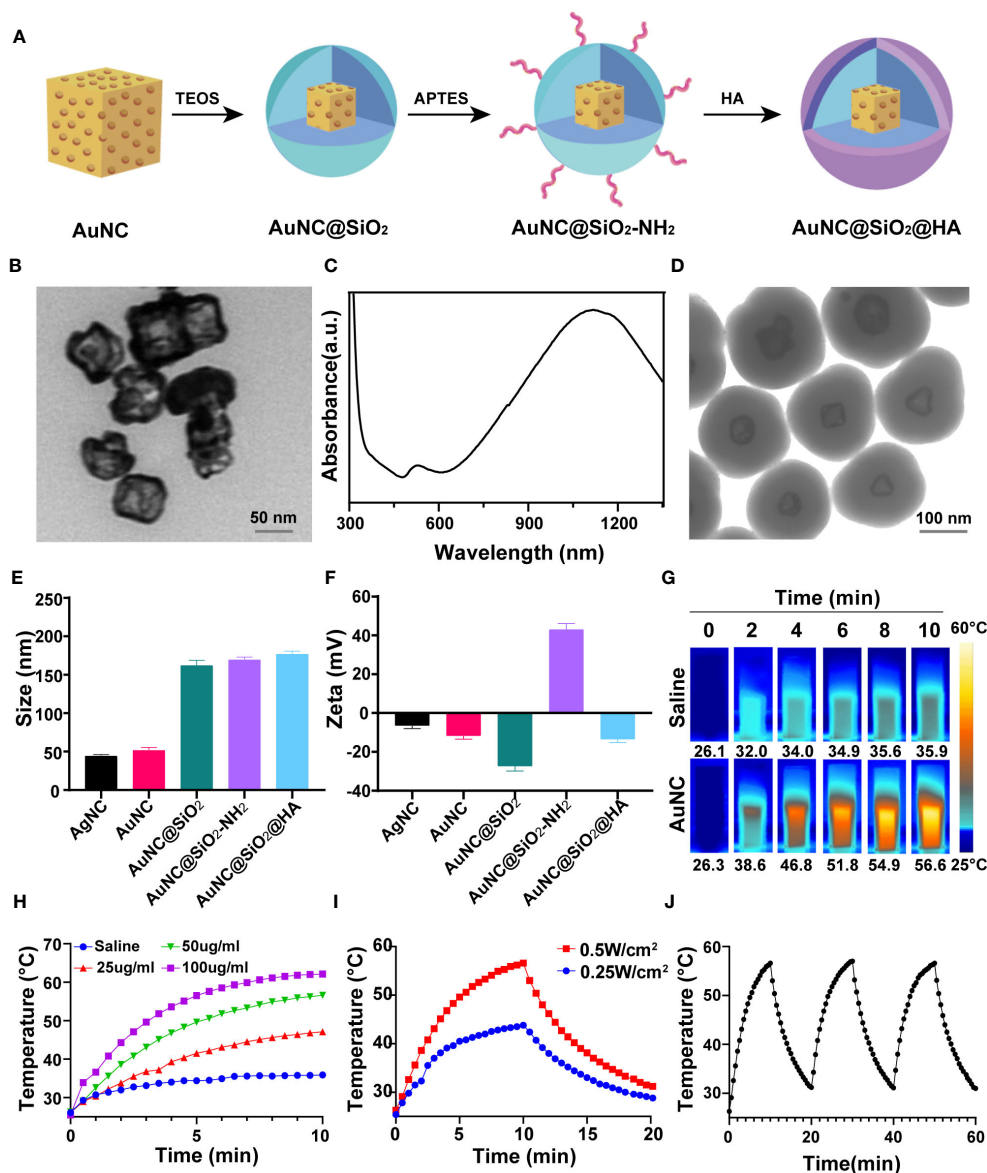 A
TEOS
APTES
HA
AuNC
AuNC@SiO₂
AuNC@SiO₂-NH₂
AuNC@SiO₂@HA
B
50 nm
C
Absorbance(a.u.)
300
600
900
1200
Wavelength (nm)
D
100 nm
E
Size (nm)
250
200
150
100
50
0
AgNC
AuNC
AuNC@SiO₂
AuNC@SiO₂-NH₂
AuNC@SiO₂@HA
F
Zeta (mV)
60
40
20
0
-20
-40
AgNC
AuNC
AuNC@SiO₂
AuNC@SiO₂-NH₂
AuNC@SiO₂@HA
G
Time (min)
0 2 4 6 8 10
60°C
Saline
26.1 32.0 34.0 34.9 35.6 35.9
AuNC
26.3 38.6 46.8 51.8 54.9 56.6
25°C
H
Temperature (°C)
70
60
50
40
30
Saline
25ug/ml
50ug/ml
100ug/ml
0 5 10
Time (min)
I
Temperature (°C)
60
50
40
30
0.5W/cm²
0.25W/cm²
0 5 10 15 20
Time (min)
J
Temperature (°C)
60
50
40
30
0 20 40 60
Time(min)